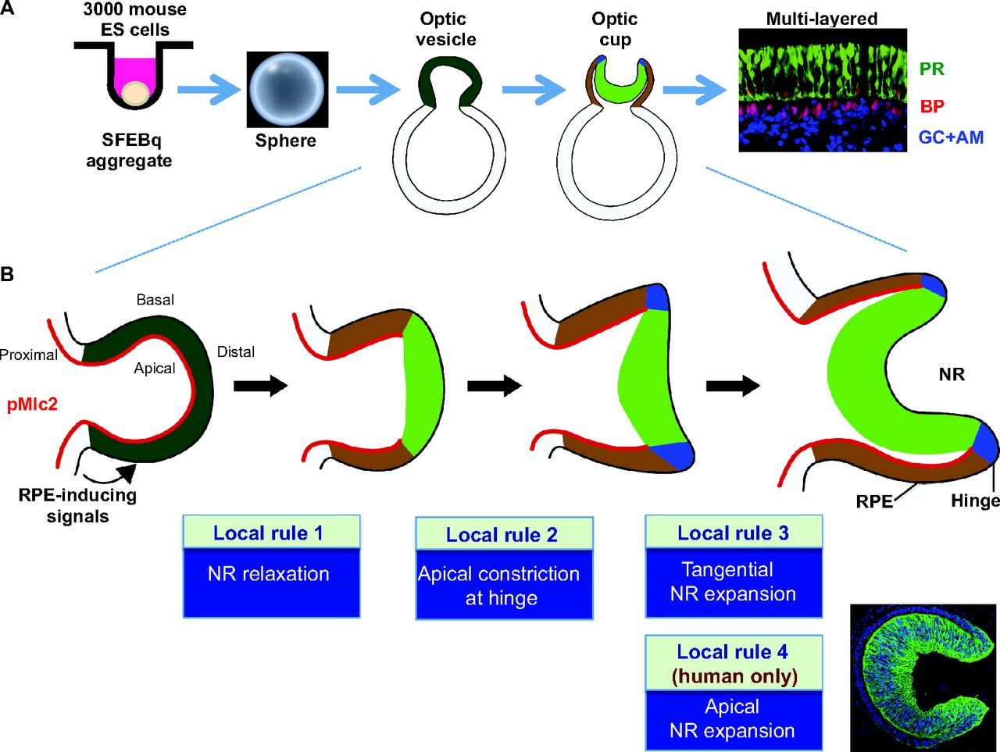 A
3000 mouse
ES cells
SFEBq
aggregate
Sphere
Optic
vesicle
Optic
cup
Multi-layered
PR
BP
GC+AM
B
Basal
Proximal
Apical
Distal
pMlc2
RPE-inducing
signals
NR
RPE
Hinge
Local rule 1
NR relaxation
Local rule 2
Apical constriction
at hinge
Local rule 3
Tangential
NR expansion
Local rule 4
(human only)
Apical
NR expansion